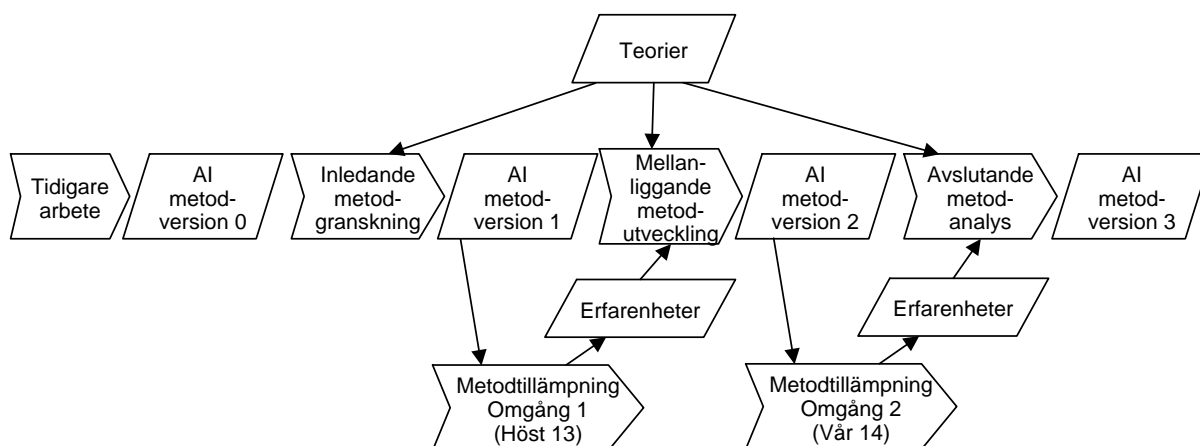 Teorier
Tidigare
arbete
AI
metod-
version 0
Inledande
metod-
granskning
AI
metod-
version 1
Mellan-
liggande
metod-
utveckling
AI
metod-
version 2
Avslutande
metod-
analys
AI
metod-
version 3
Erfarenheter
Erfarenheter
Metodtillämpning
Omgång 1
(Höst 13)
Metodtillämpning
Omgång 2
(Vår 14)